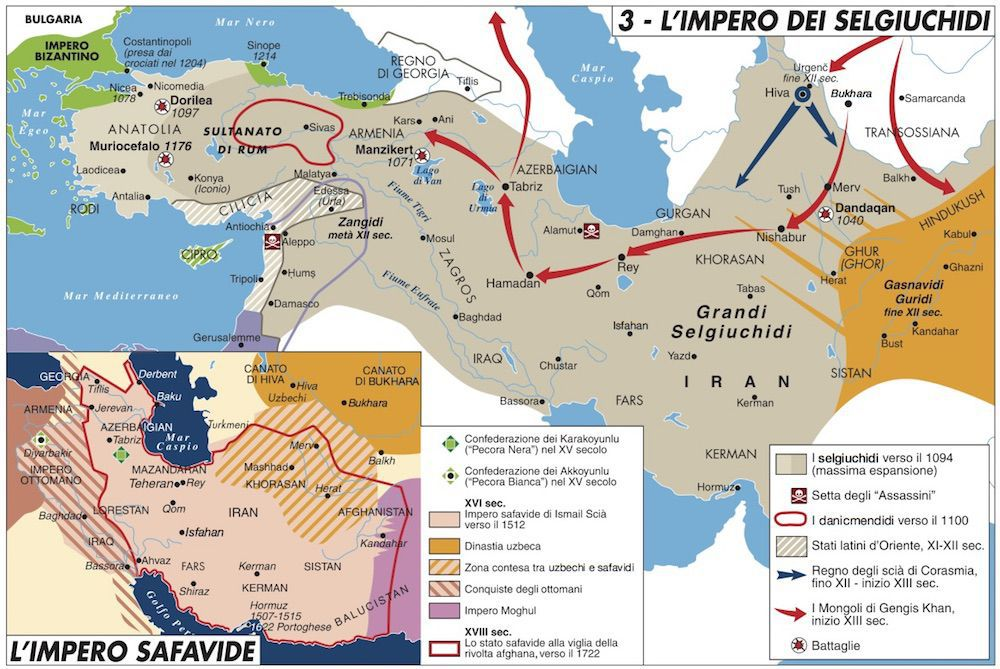 3 - L'IMPERO DEI SELGIUCHIDI
BULGARIA
IMPERO
BIZANTINO
Costantinopoli
(presa dai
crociati nel 1204)
Mar Nero
Sinope
1214
REGNO
DI GEORGIA
Tiflis
Mar
Caspio
Urgenč
fine XII sec.
Hiva
Bukhara
Samarcanda
TRANSOSSIANA
Nicea
1078
Nicomedia
Dorilea
1097
Trebisonda
Mar
Egeo
ANATOLIA
Muriocefalo 1176
SULTANATO
DI RUM
Sivas
Kars
Ani
ARMENIA
Manzikert
1071
Lago
di Van
AZERBAIGIAN
Tabriz
Lago
di
Urmia
Laodicea
Konya
(Iconio)
Malatya
Antalia
RODI
CILICIA
Edessa
(Urfa)
Fiume Tigri
Zangidi
metà XII sec.
Balkh
Tush
Merv
Dandaqan
1040
HINDUKUSH
GURGAN
Damghan
Nishabur
Kabul
Antiochia
Aleppo
CIPRO
Mosul
ZAGROS
Alamut
Rey
Hamadan
Qom
KHORASAN
GHUR
(GHOR)
Herat
Ghazni
Tripoli
Humş
Fiume Eufrate
Mar Mediterraneo
Damasco
Baghdad
Tabas
Gasnavidi
Guridi
fine XII sec.
Grandi
Selgiuchidi
Isfahan
Kandahar
Bust
Gerusalemme
IRAQ
Chustar
Yazd
SISTAN
IRAN
Bassora
FARS
Kerman
KERMAN
Hormuz
I selgiuchidi verso il 1094
(massima espansione)
Setta degli "Assassini"
I danicmendidi verso il 1100
Stati latini d'Oriente, XI-XII sec.
Regno degli scià di Corasmia,
fino XII - inizio XIII sec.
I Mongoli di Gengis Khan,
inizio XIII sec.
Battaglie
GEORGIA
Tiflis
Derbent
Baku
CANATO
DI HIVA
Uzbechi
Hiva
CANATO
DI BUKHARA
Bukhara
ARMENIA
Jerevan
AZERBAIGIAN
Tabriz
Mar
Caspio
Turkmeni
Diyarbakir
Merv
Balkh
IMPERO
OTTOMANO
MAZANDARAN
Teheran
Rey
Mashhad
KHORASAN
Herat
Qom
Baghdad
LORESTAN
IRAN
AFGHANISTAN
Isfahan
Kandahar
IRAQ
Bassora
Ahvaz
FARS
Kerman
SISTAN
Shiraz
KERMAN
Hormuz
1507-1515
1622 Portoghese
BALUCISTAN
Golfo Per
L'IMPERO SAFAVIDE
Confederazione dei Karakoyunlu
("Pecora Nera") nel XV secolo
Confederazione dei Akkoyunlu
("Pecora Bianca") nel XV secolo
XVI sec.
Impero safavide di Ismail Scià
verso il 1512
Dinastia uzbeca
Zona contesa tra uzbechi e safavidi
Conquiste degli ottomani
Impero Moghul
XVIII sec.
Lo stato safavide alla viglia della
rivolta afghana, verso il 1722